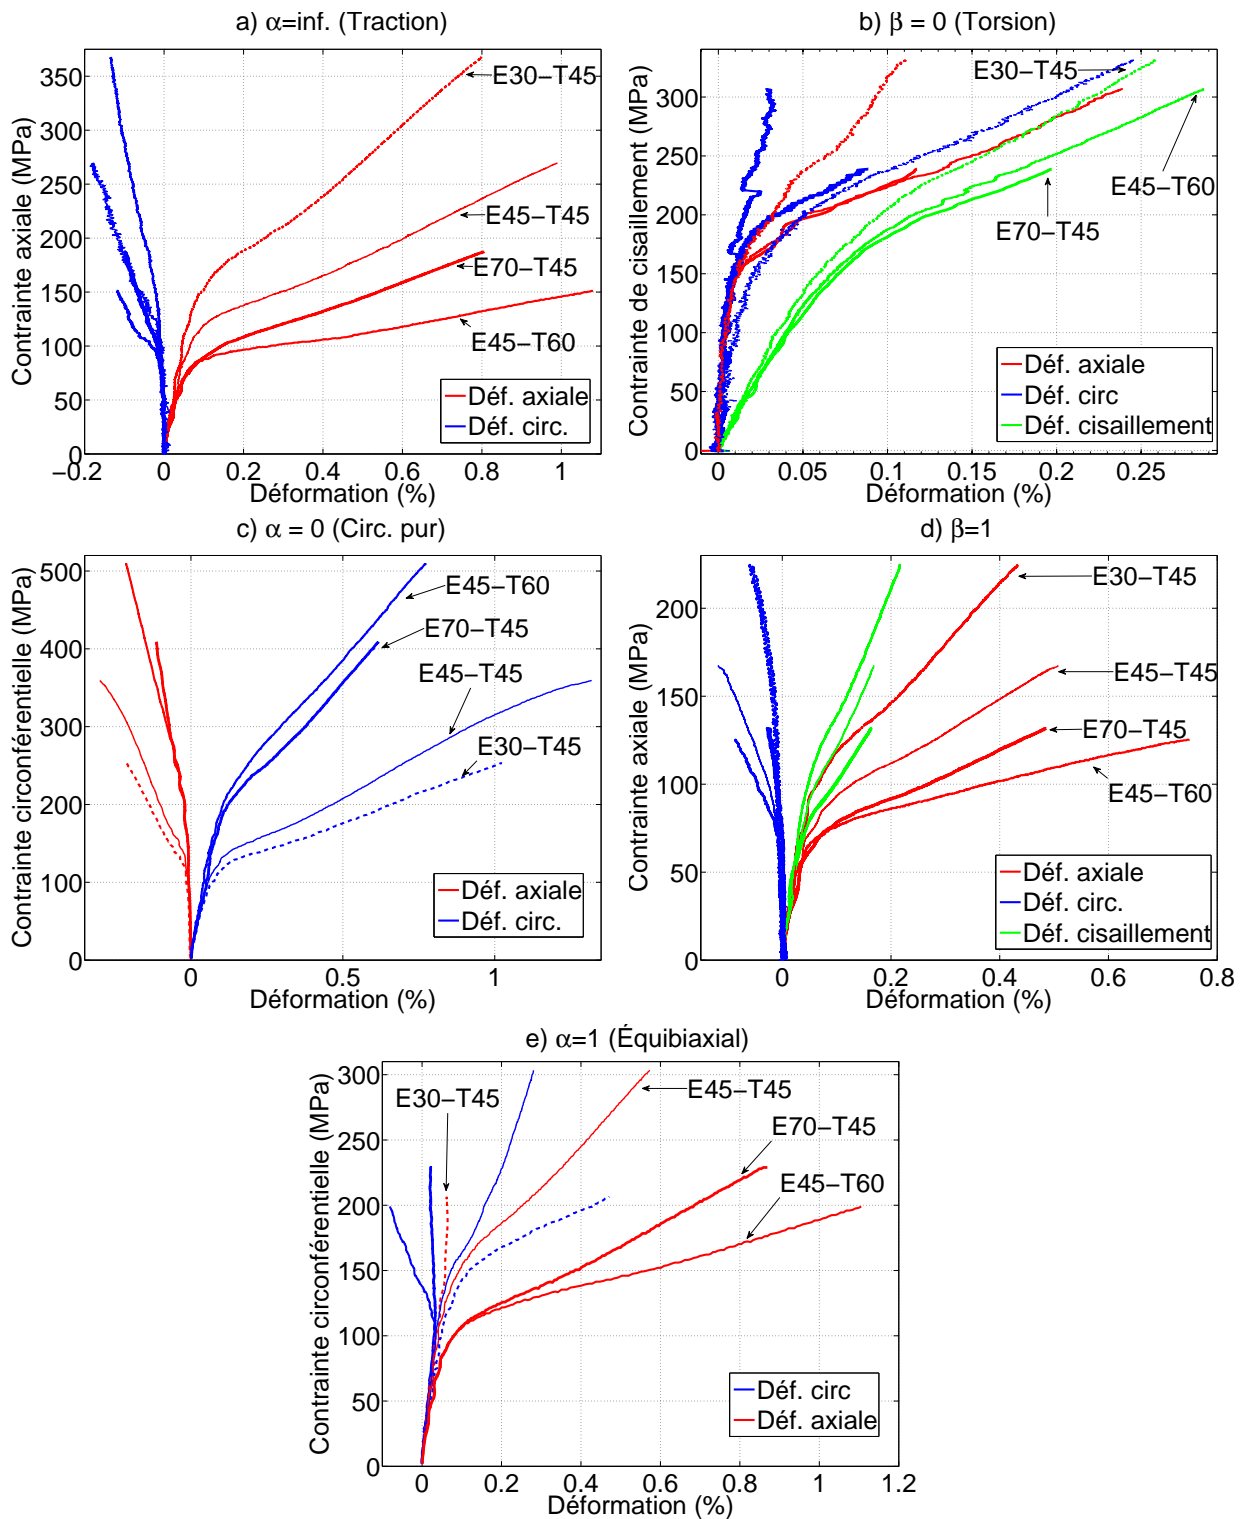 a) α=inf. (Traction)
Contrainte axiale (MPa)
350
300
250
200
150
100
50
0
E30−T45
E45−T45
E70−T45
E45−T60
Déf. axiale
Déf. circ.
−0.2 0 0.2 0.4 0.6 0.8 1
Déformation (%)
b) β = 0 (Torsion)
Contrainte de cisaillement (MPa)
300
250
200
150
100
50
0
E30−T45
E45−T60
E70−T45
Déf. axiale
Déf. circ
Déf. cisaillement
0 0.05 0.1 0.15 0.2 0.25
Déformation (%)
c) α = 0 (Circ. pur)
Contrainte circonférentielle (MPa)
500
400
300
200
100
0
E45−T60
E70−T45
E45−T45
E30−T45
Déf. axiale
Déf. circ.
0 0.5 1
Déformation (%)
d) β=1
Contrainte axiale (MPa)
200
150
100
50
0
E30−T45
E45−T45
E70−T45
E45−T60
Déf. axiale
Déf. circ.
Déf. cisaillement
0 0.2 0.4 0.6 0.8
Déformation (%)
e) α=1 (Équibiaxial)
Contrainte circonférentielle (MPa)
300
250
200
150
100
50
0
E30−T45
E45−T45
E70−T45
E45−T60
Déf. circ
Déf. axiale
0 0.2 0.4 0.6 0.8 1 1.2
Déformation (%)